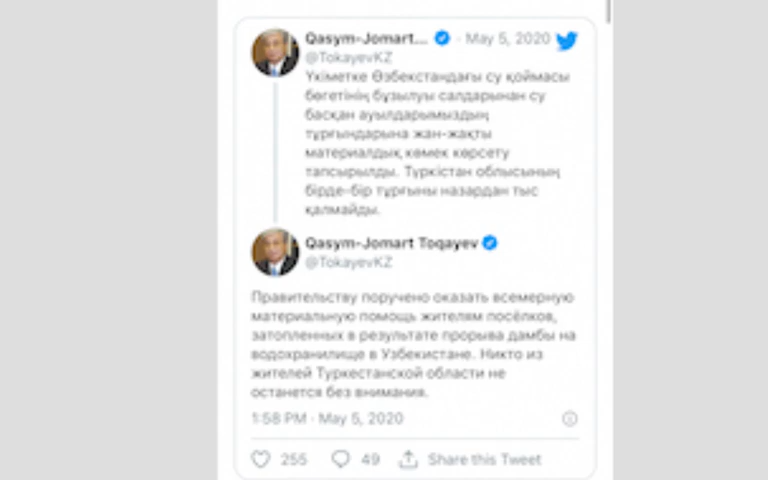 Qasym-Jomart... · May 5, 2020
@TokayevKZ
Үкіметке Өзбекстандағы су қоймасы
бөгетінің бұзылуы салдарынан су
басқан ауылдарымыздың
тұрғындарына жан-жақты
материалдық көмек көрсету
тапсырылды. Түркістан облысының
бірде-бір тұрғыны назардан тыс
қалмайды.
Qasym-Jomart Toqayev
@TokayevKZ
Правительству поручено оказать всемерную
материальную помощь жителям посёлков,
затопленных в результате прорыва дамбы на
водохранилище в Узбекистане. Никто из
жителей Туркестанской области не
останется без внимания.
1:58 PM · May 5, 2020
255 49 Share this Tweet